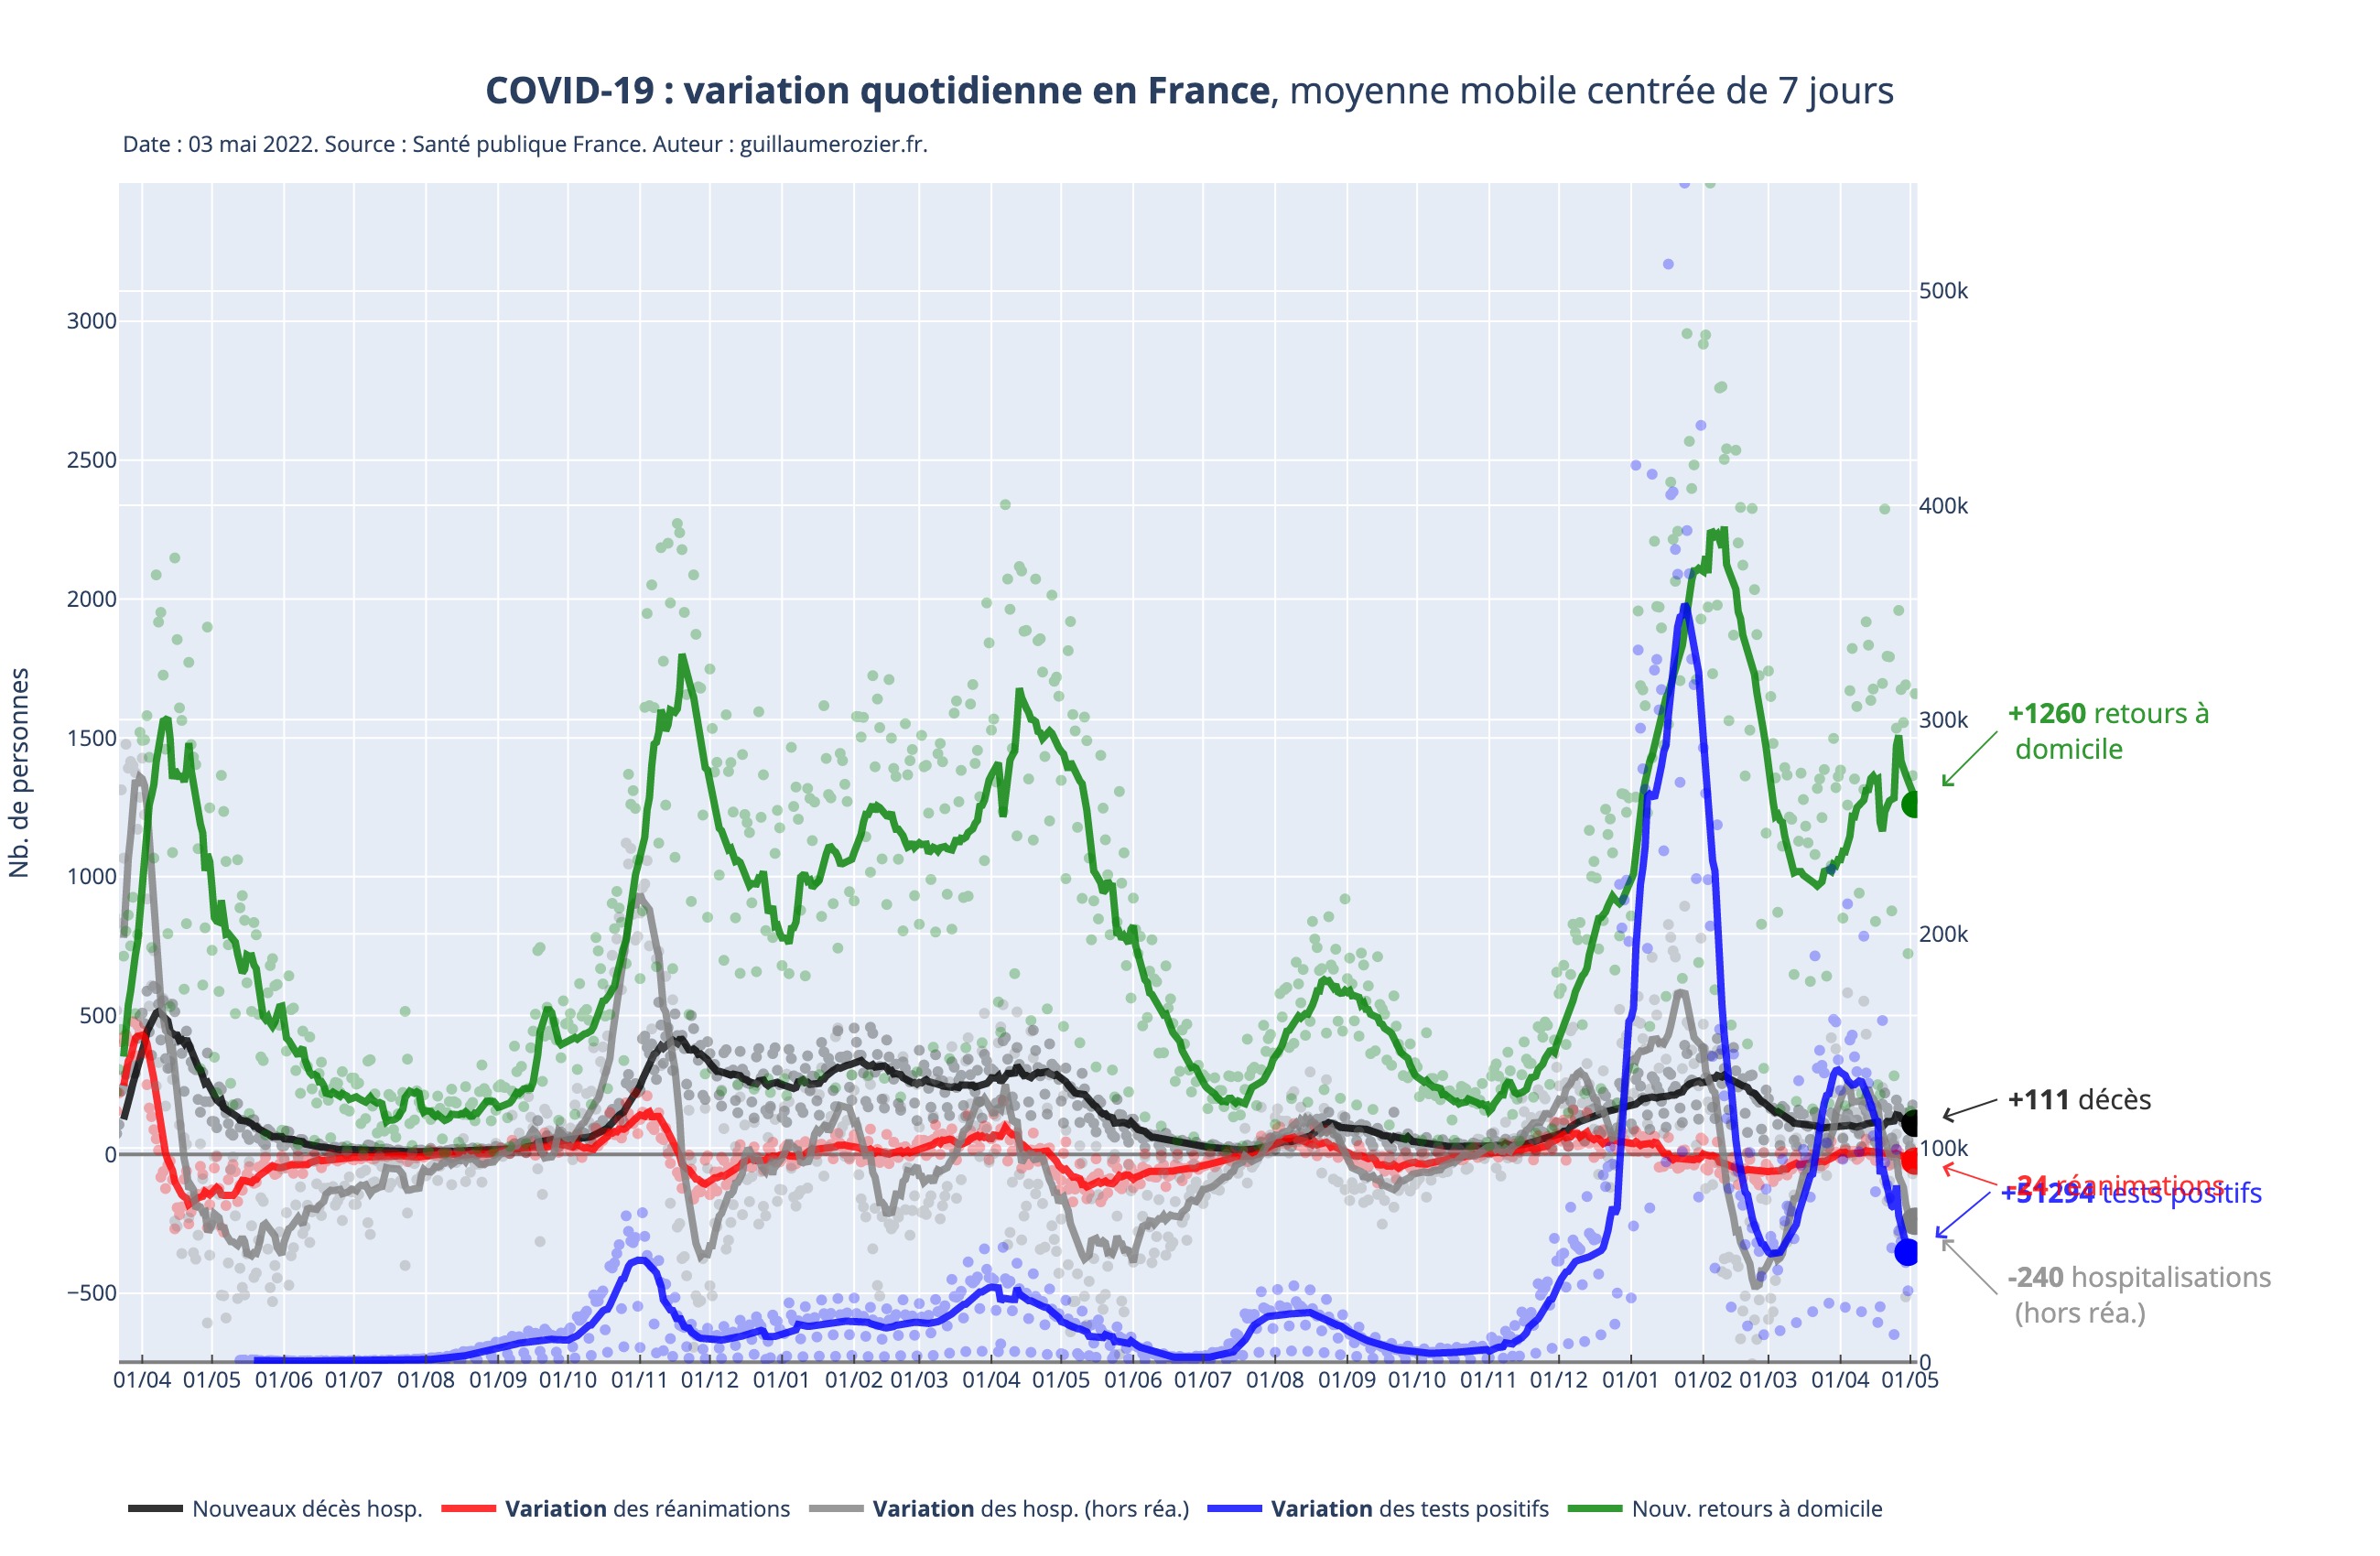 COVID-19 : variation quotidienne en France, moyenne mobile centrée de 7 jours
Date : 03 mai 2022. Source : Santé publique France. Auteur : guillaumerozier.fr.
Nb. de personnes
3000
2500
2000
1500
1000
500
0
−500
500k
400k
300k
200k
100k
0
+1260 retours à
domicile
+111 décès
-24 réanimations
+51294 tests positifs
-240 hospitalisations
(hors réa.)
01/04 01/05 01/06 01/07 01/08 01/09 01/10 01/11 01/12 01/01 01/02 01/03 01/04 01/05 01/06 01/07 01/08 01/09 01/10 01/11 01/12 01/01 01/02 01/03 01/04 01/05
Nouveaux décès hosp. Variation des réanimations Variation des hosp. (hors réa.) Variation des tests positifs Nouv. retours à domicile